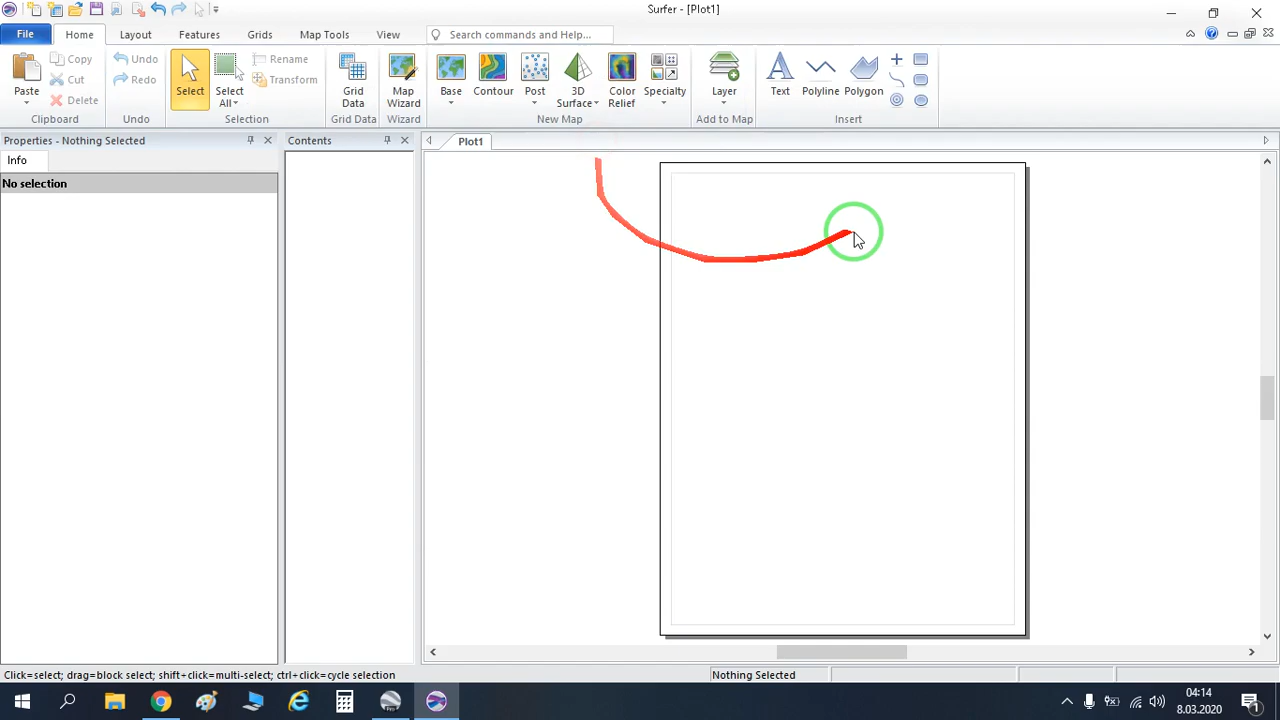 Surfer - [Plot1]
File Home Layout Features Grids Map Tools View Search commands and Help...
Paste Copy Cut Delete Clipboard
Undo Redo Undo
Select Select All Rename Transform Selection
Grid Data Grid Data
Map Wizard Wizard
Base Contour Post 3D Surface Color Relief Specialty New Map
Layer Add to Map
Text Polyline Polygon Insert
Properties - Nothing Selected
Contents
Plot1
Info
No selection
Click=select; drag=block select; shift+click=multi-select; ctrl+click=cycle selection
Nothing Selected
04:14
8.03.2020